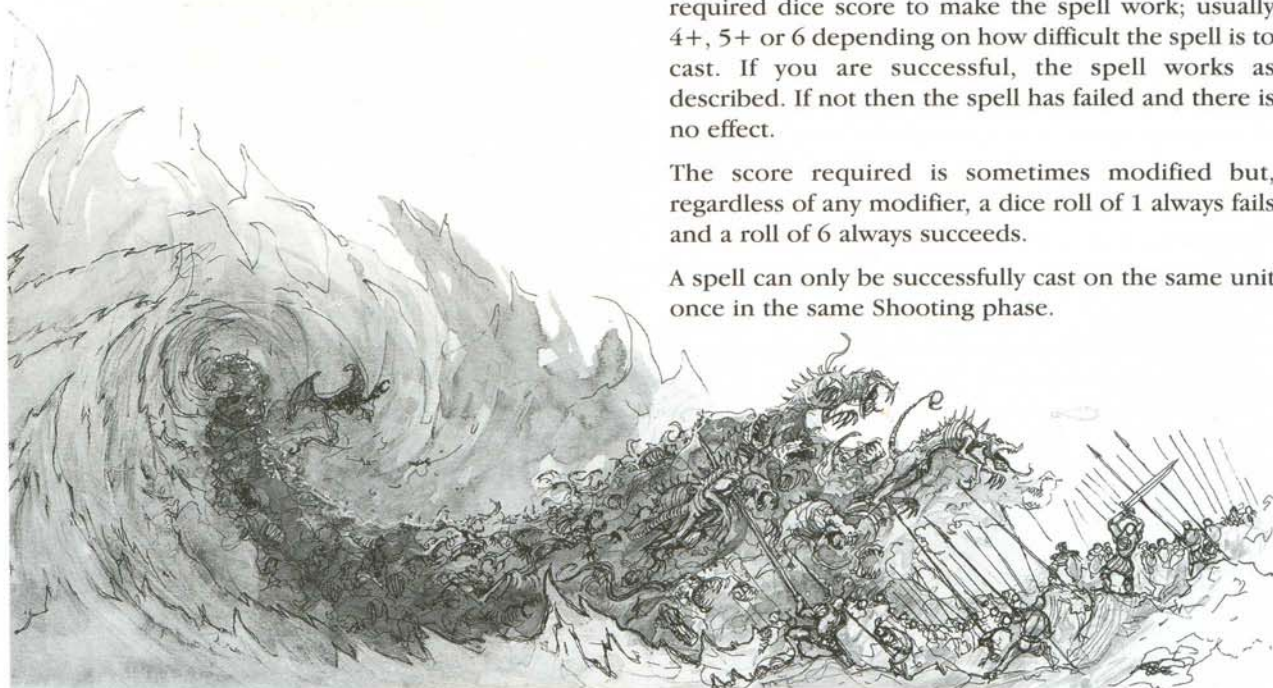 required dice score to make the spell work; usually
4+, 5+ or 6 depending on how difficult the spell is to
cast. If you are successful, the spell works as
described. If not then the spell has failed and there is
no effect.
The score required is sometimes modified but,
regardless of any modifier, a dice roll of 1 always fails
and a roll of 6 always succeeds.
A spell can only be successfully cast on the same unit
once in the same Shooting phase.